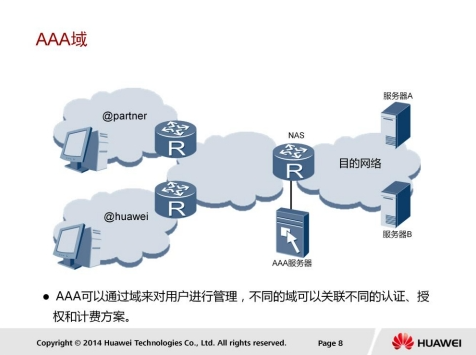 AAA域
@partner
服务器A
NAS
R
R
目的网络
@huawei
R
AAA服务器
服务器B
● AAA可以通过域来对用户进行管理，不同的域可以关联不同的认证、授
权和计费方案。
Copyright © 2014 Huawei Technologies Co., Ltd. All rights reserved.
Page 8
HUAWEI